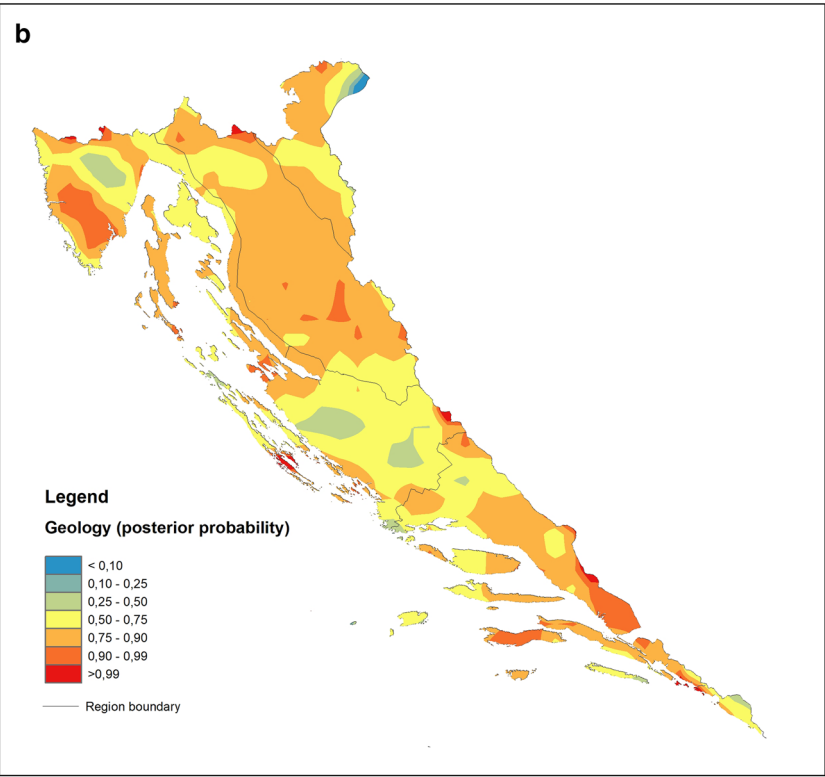 b
Legend
Geology (posterior probability)
< 0,10
0,10 - 0,25
0,25 - 0,50
0,50 - 0,75
0,75 - 0,90
0,90 - 0,99
>0,99
Region boundary